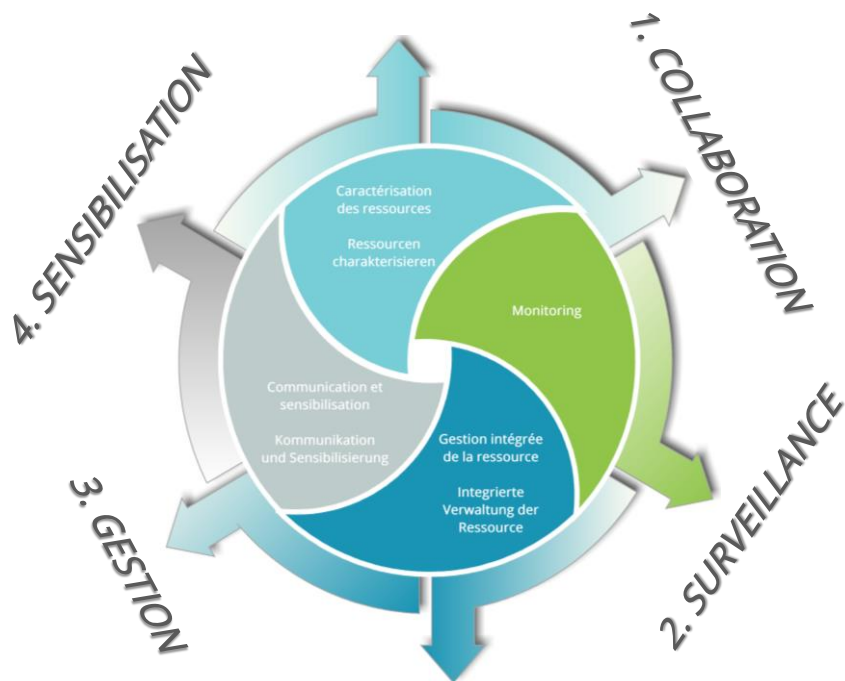 1. COLLABORATION
2. SURVEILLANCE
3. GESTION
4. SENSIBILISATION
Caractérisation
des ressources
Ressourcen
charakterisieren
Monitoring
Gestion intégrée
de la ressource
Integrierte
Verwaltung der
Ressource
Communication et
sensibilisation
Kommunikation
und Sensibilisierung